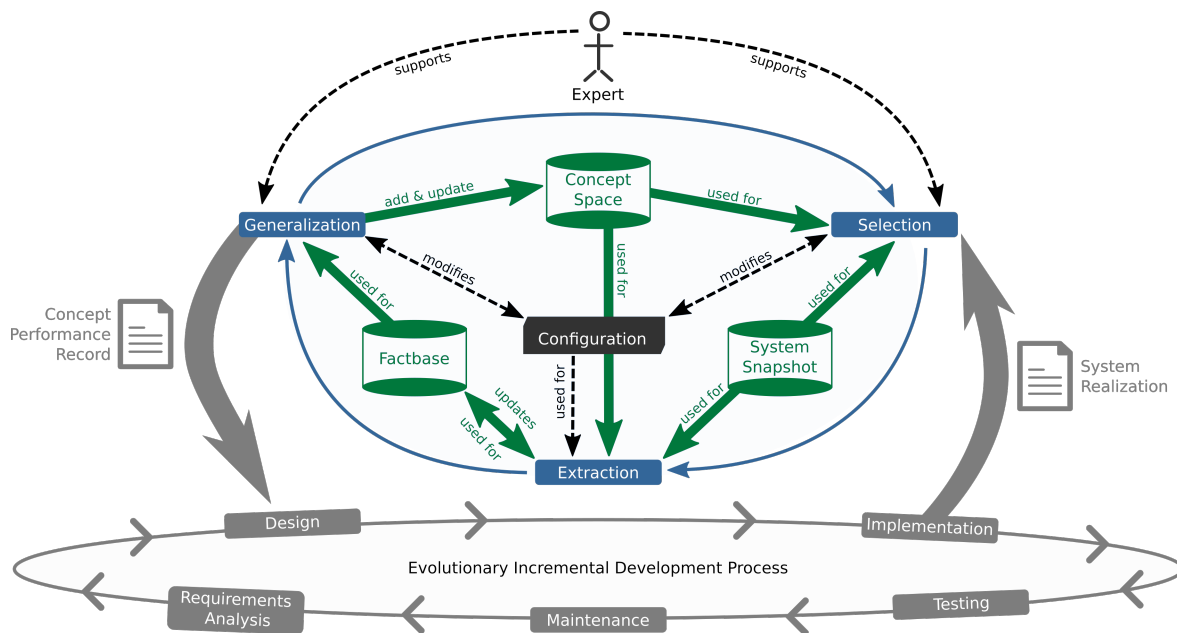 supports
supports
Expert
Concept
Space
add & update
used for
Generalization
Selection
modifies
used for
modifies
used for
used for
Concept
Performance
Record
Configuration
Factbase
System
Snapshot
System
Realization
used for
updates
used for
used for
Extraction
Design
Implementation
Evolutionary Incremental Development Process
Requirements
Analysis
Maintenance
Testing